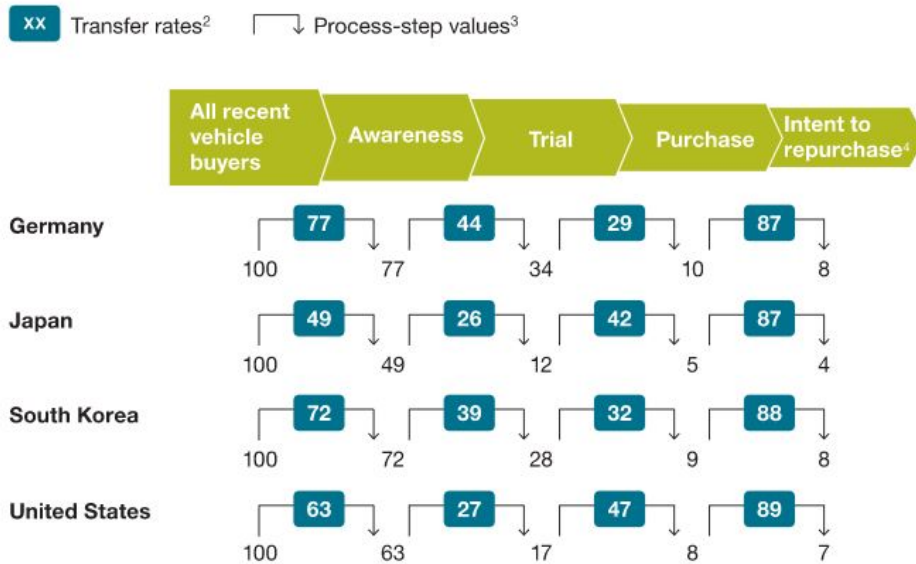 XX Transfer rates² Process-step values³
All recent
vehicle
buyers
Awareness
Trial
Purchase
Intent to
repurchase⁴
Germany
77 44 29 87
100 77 34 10 8
Japan
49 26 42 87
100 49 12 5 4
South Korea
72 39 32 88
100 72 28 9 8
United States
63 27 47 89
100 63 17 8 7